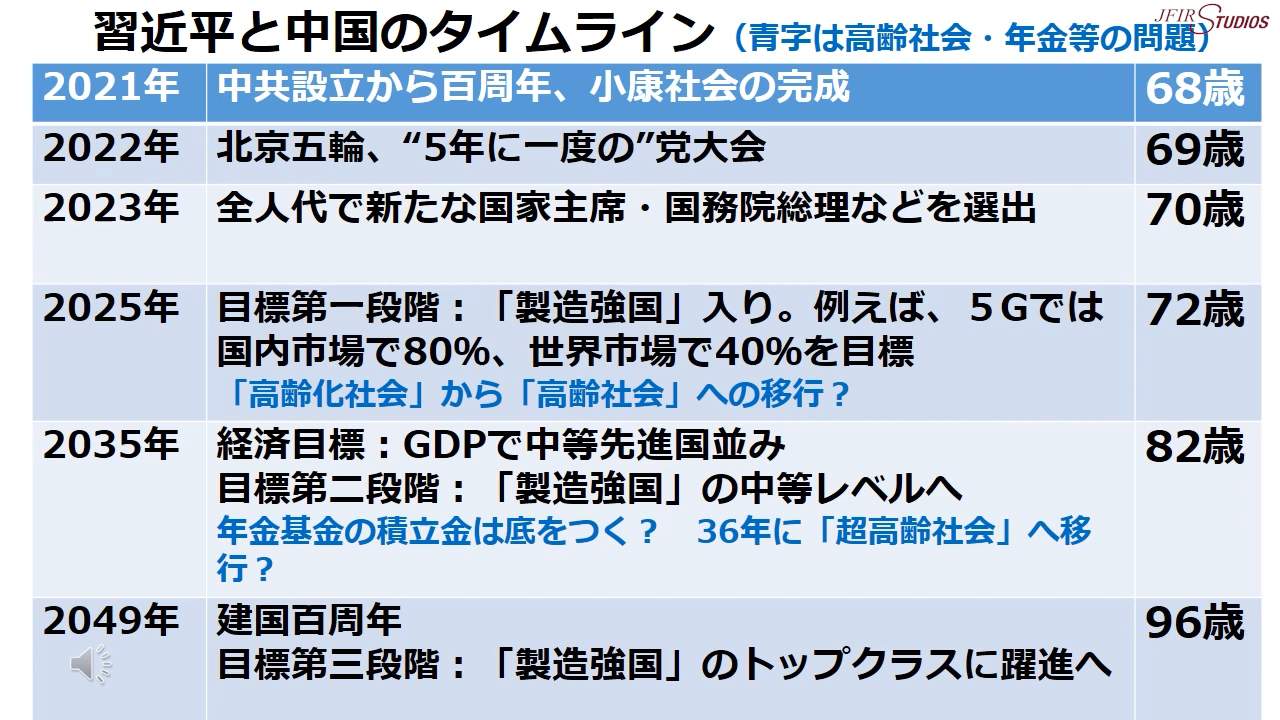 習近平と中国のタイムライン（青字は高齢社会・年金等の問題）
JFIR STUDIOS
2021年 中共設立から百周年、小康社会の完成 68歳
2022年 北京五輪、“5年に一度の”党大会 69歳
2023年 全人代で新たな国家主席・国務院総理などを選出 70歳
2025年 目標第一段階：「製造強国」入り。例えば、５Gでは 72歳
国内市場で80%、世界市場で40%を目標
「高齢化社会」から「高齢社会」への移行？
2035年 経済目標：GDPで中等先進国並み 82歳
目標第二段階：「製造強国」の中等レベルへ
年金基金の積立金は底をつく？　36年に「超高齢社会」へ移
行？
2049年 建国百周年 96歳
目標第三段階：「製造強国」のトップクラスに躍進へ